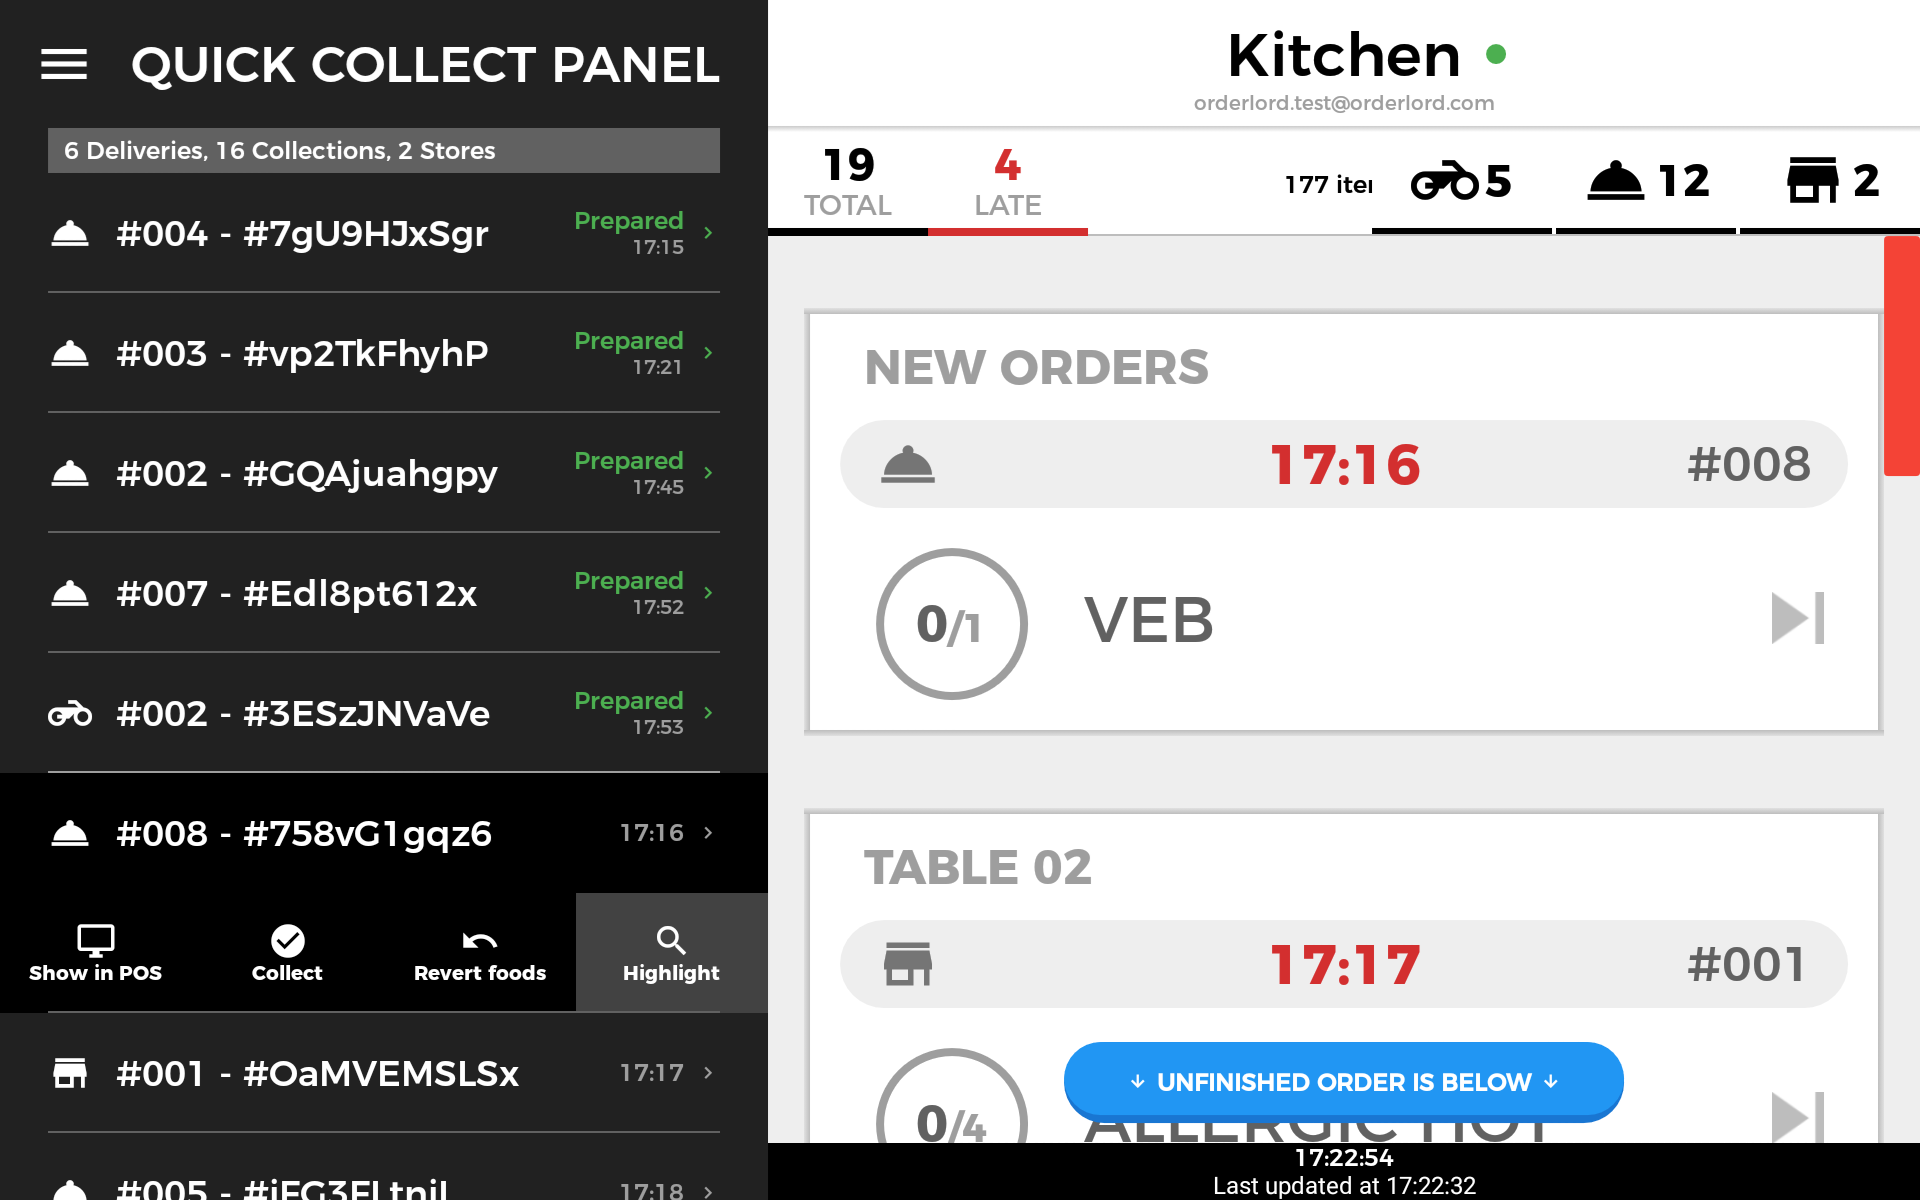 QUICK COLLECT PANEL
6 Deliveries, 16 Collections, 2 Stores
#004 - #7gU9HJxSgr
Prepared
17:15
#003 - #vp2TkFhyhP
Prepared
17:21
#002 - #GQAjuahgpy
Prepared
17:45
#007 - #Edl8pt612x
Prepared
17:52
#002 - #3ESzJNVaVe
Prepared
17:53
#008 - #758vG1gqz6
17:16
Show in POS
Collect
Revert foods
Highlight
#001 - #OaMVEMSLSx
17:17
#005 -
17:18
Kitchen
orderlord.test@orderlord.com
19
TOTAL
4
LATE
177 iter
5
12
2
NEW ORDERS
17:16
#008
0/1
VEB
TABLE 02
17:17
#001
0/4
ALLERGIC HOT
↓ UNFINISHED ORDER IS BELOW ↓
17:22:54
Last updated at 17:22:32